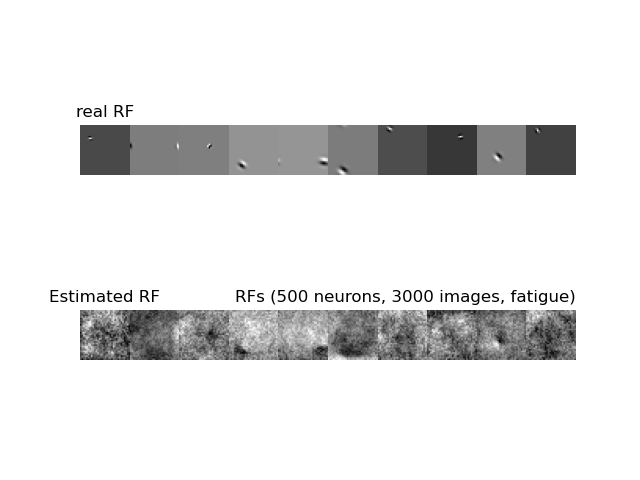 real RF
Estimated RF
RFs (500 neurons, 3000 images, fatigue)